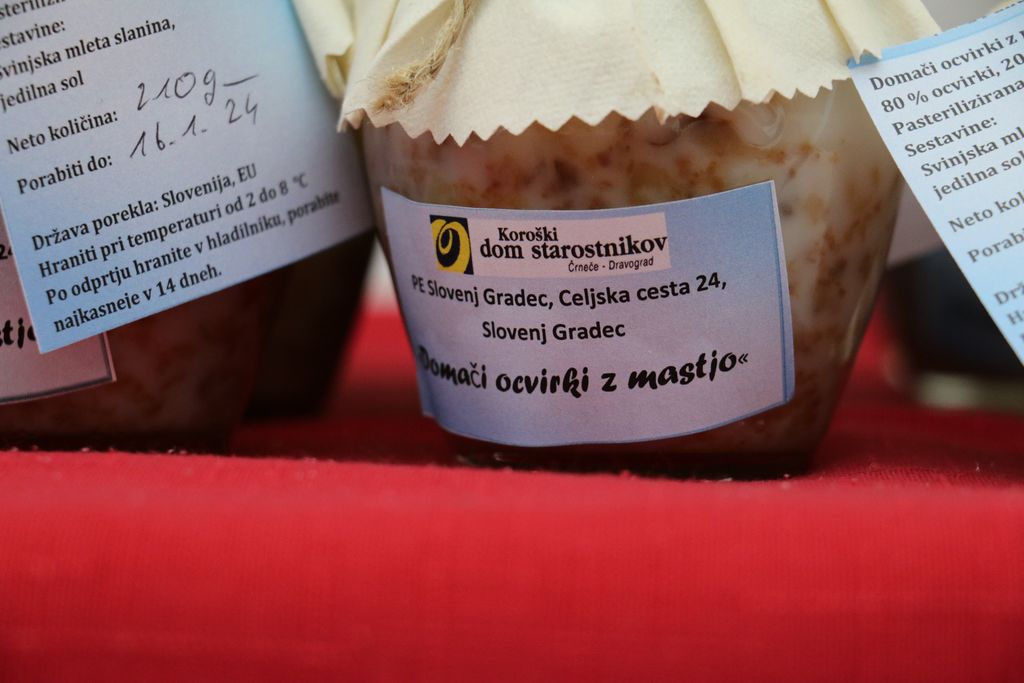 Sestavine:
Svinjska mleta slanina,
jedilna sol
Neto količina: 210g
Porabiti do: 16.1.24
Država porekla: Slovenija, EU
Hraniti pri temperaturi od 2 do 8 °C
Po odprtju hranite v hladilniku, porabite
najkasneje v 14 dneh.
Koroški
dom starostnikov
Črneče - Dravograd
PE Slovenj Gradec, Celjska cesta 24,
Slovenj Gradec
Domači ocvirki z mastjo«
Domači ocvirki z
80 % ocvirki, 20
Pasterilizirana
Sestavine:
Svinjska ml
jedilna sol
Neto kol
Porabi